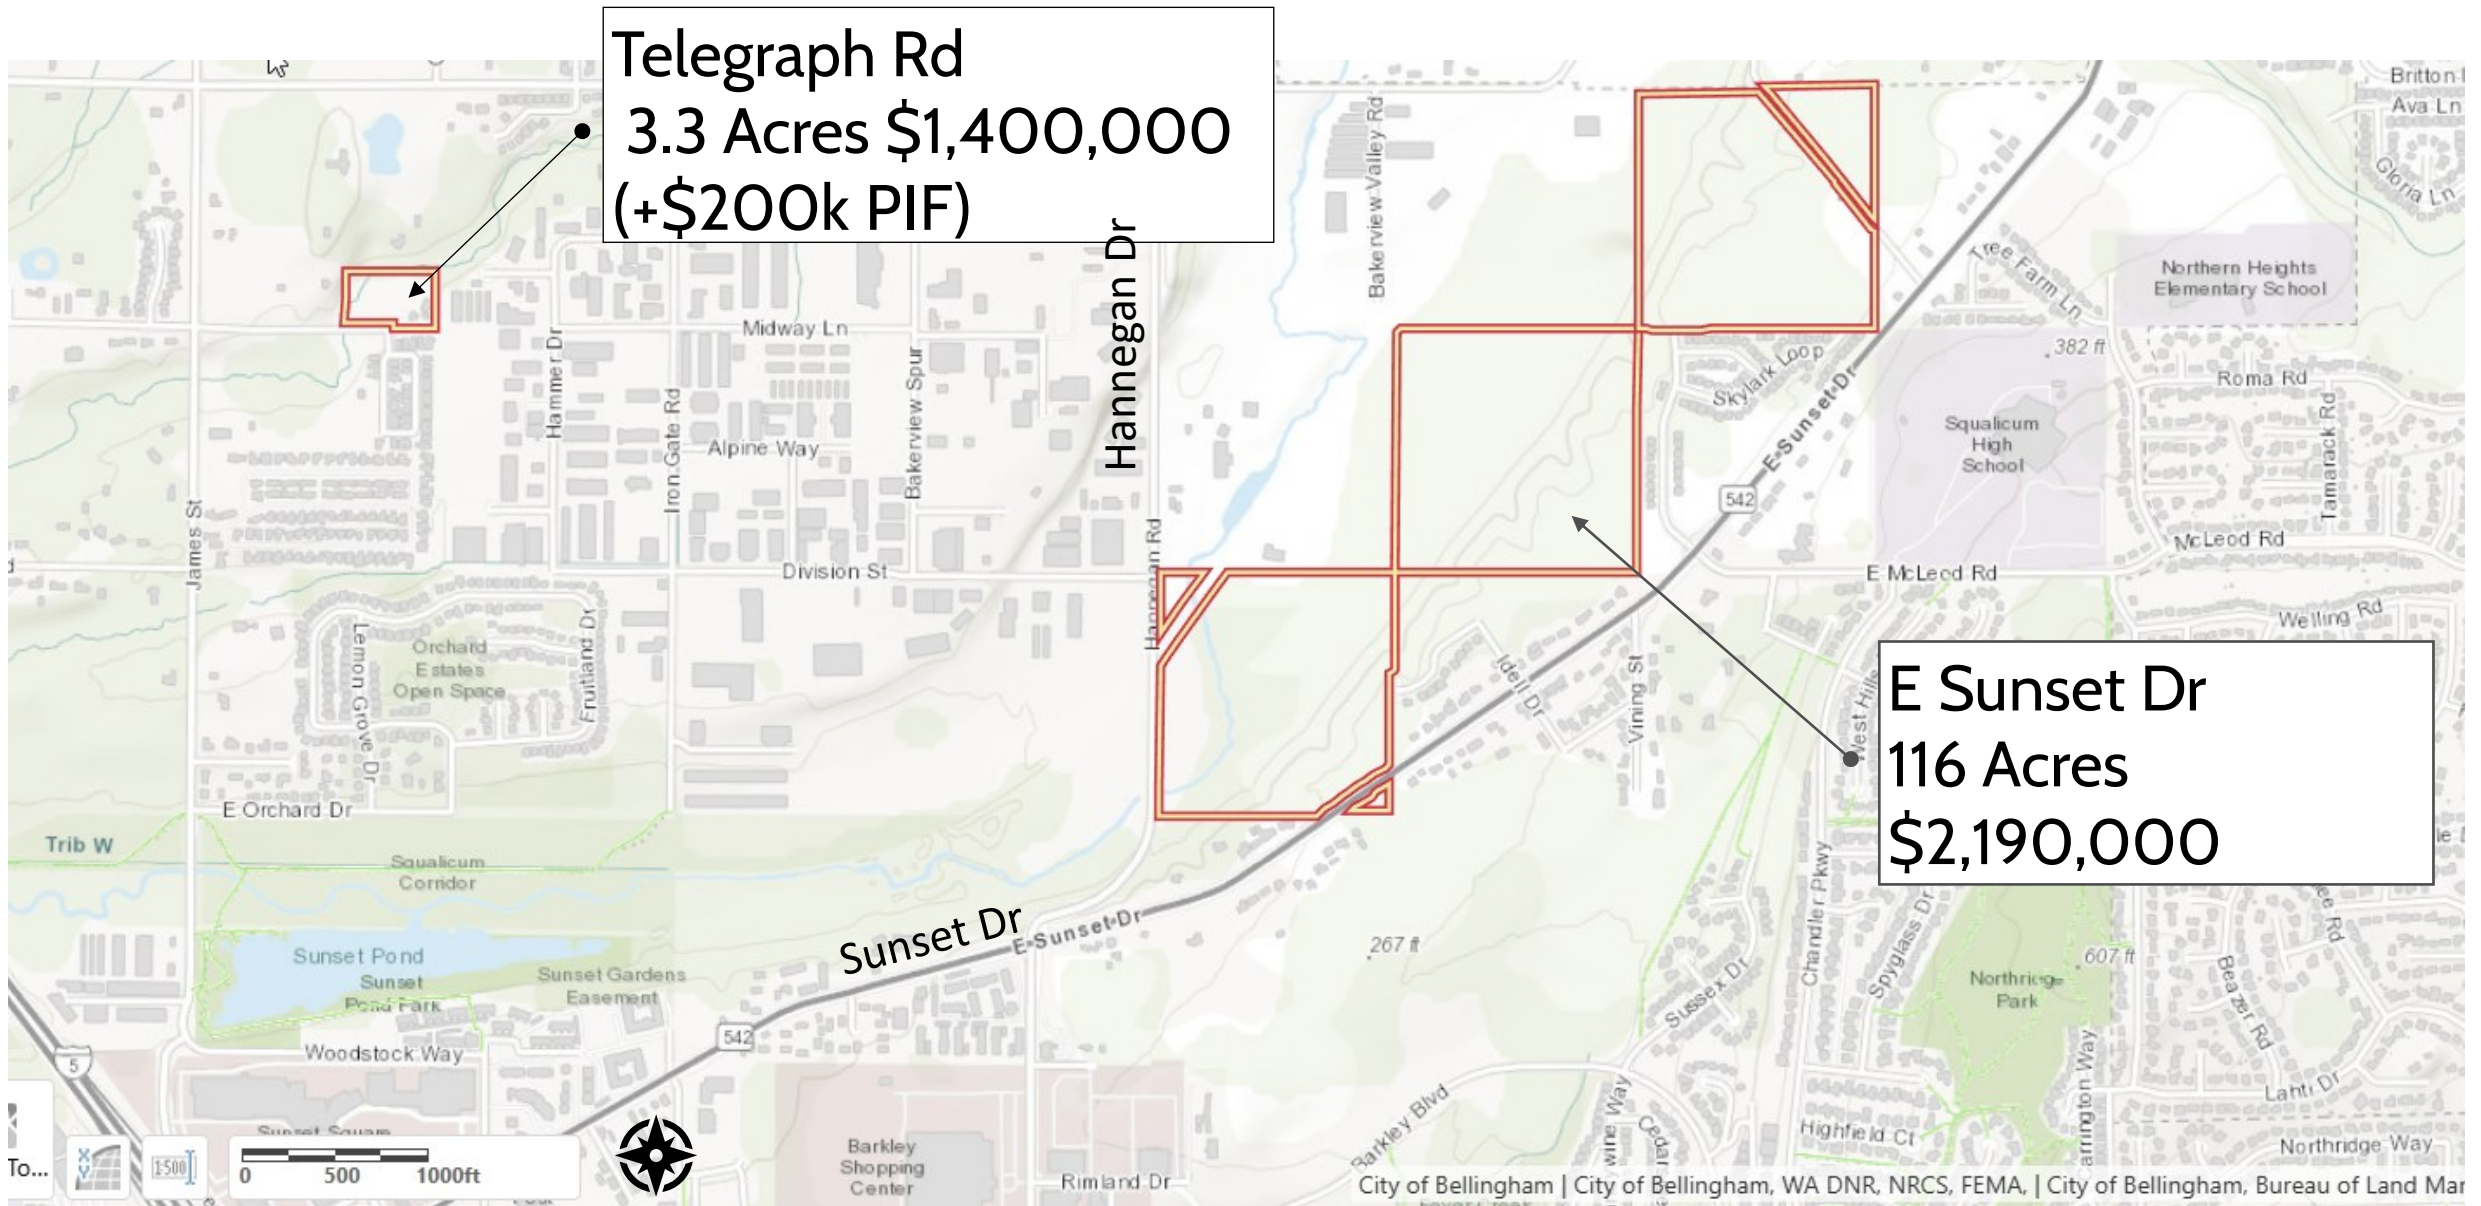 Telegraph Rd
3.3 Acres $1,400,000
(+$200k PIF)
Britton
Ava Ln
Gloria Ln
Bakerview Valley Rd
Hannegan Dr
Tree Farm Ln
Northern Heights
Elementary School
382 ft
Midway Ln
Hammer Dr
Bakerview Spur
Iron Gate Rd
Alpine Way
Skylark Loop
Roma Rd
E Sunset Dr
Squalicum
High
School
Tamarack Rd
542
James St
Hannegan Rd
McLeod Rd
Division St
E McLeod Rd
Welling Rd
Lemon Grove Dr
Fruitland Dr
Orchard
Estates
Open Space
Idell Dr
Vining St
West Hills
E Sunset Dr
116 Acres
$2,190,000
E Orchard Dr
Trib W
Squalicum
Corridor
Chandler Pkwy
Spyglass Dr
Sunset Dr
E Sunset Dr
Sunset Pond
Sunset
Pond Park
Sunset Gardens
Easement
267 ft
607 ft
Northridge
Park
Sussex Dr
Beazer Rd
542
Woodstock Way
5
Lahti Dr
Barkley Blvd
Highfield Ct
Sunset Square
Northridge Way
Barkley
Shopping
Center
Rimland Dr
To...
1:500
0 500 1000ft
City of Bellingham | City of Bellingham, WA DNR, NRCS, FEMA, | City of Bellingham, Bureau of Land Mar